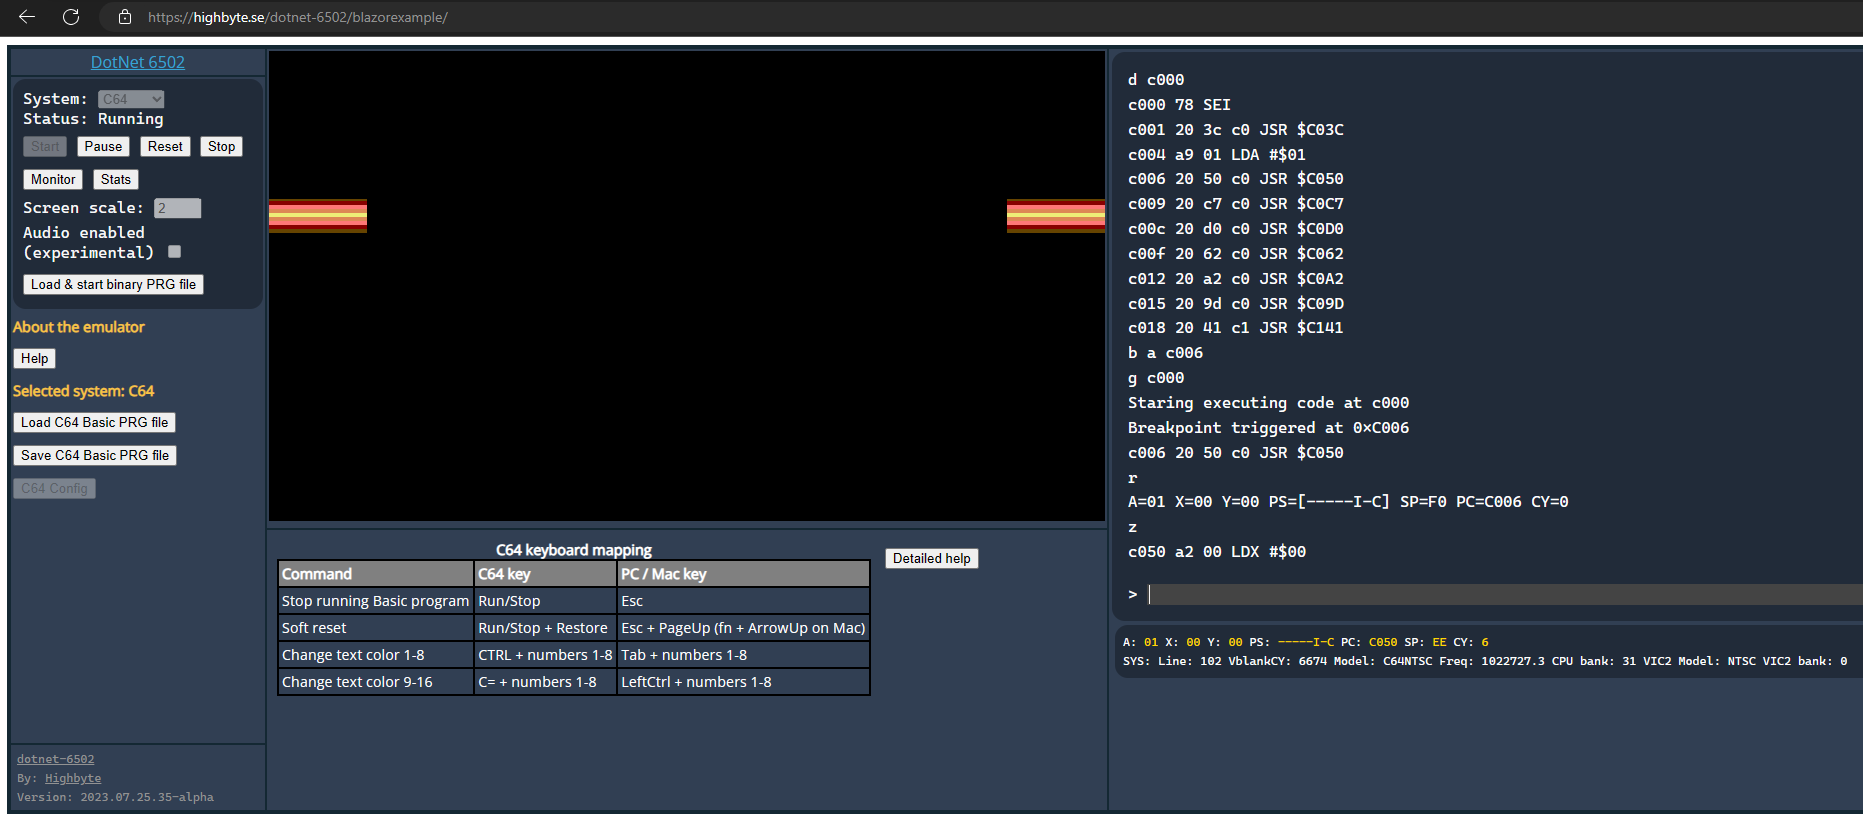 https://highbyte.se/dotnet-6502/blazorexample/
DotNet 6502
System: C64
Status: Running
Start Pause Reset Stop
Monitor Stats
Screen scale: 2
Audio enabled
(experimental)
Load & start binary PRG file
About the emulator
Help
Selected system: C64
Load C64 Basic PRG file
Save C64 Basic PRG file
C64 Config
dotnet-6502
By: Highbyte
Version: 2023.07.25.35-alpha
C64 keyboard mapping
Detailed help
Command C64 key PC / Mac key
Stop running Basic program Run/Stop Esc
Soft reset Run/Stop + Restore Esc + PageUp (fn + ArrowUp on Mac)
Change text color 1-8 CTRL + numbers 1-8 Tab + numbers 1-8
Change text color 9-16 C= + numbers 1-8 LeftCtrl + numbers 1-8
d c000
c000 78 SEI
c001 20 3c c0 JSR $C03C
c004 a9 01 LDA #$01
c006 20 50 c0 JSR $C050
c009 20 c7 c0 JSR $C0C7
c00c 20 d0 c0 JSR $C0D0
c00f 20 62 c0 JSR $C062
c012 20 a2 c0 JSR $C0A2
c015 20 9d c0 JSR $C09D
c018 20 41 c1 JSR $C141
b a c006
g c000
Staring executing code at c000
Breakpoint triggered at 0×C006
c006 20 50 c0 JSR $C050
r
A=01 X=00 Y=00 PS=[-----I-C] SP=F0 PC=C006 CY=0
z
c050 a2 00 LDX #$00
>
A: 01 X: 00 Y: 00 PS: -----I-C PC: C050 SP: EE CY: 6
SYS: Line: 102 VblankCY: 6674 Model: C64NTSC Freq: 1022727.3 CPU bank: 31 VIC2 Model: NTSC VIC2 bank: 0